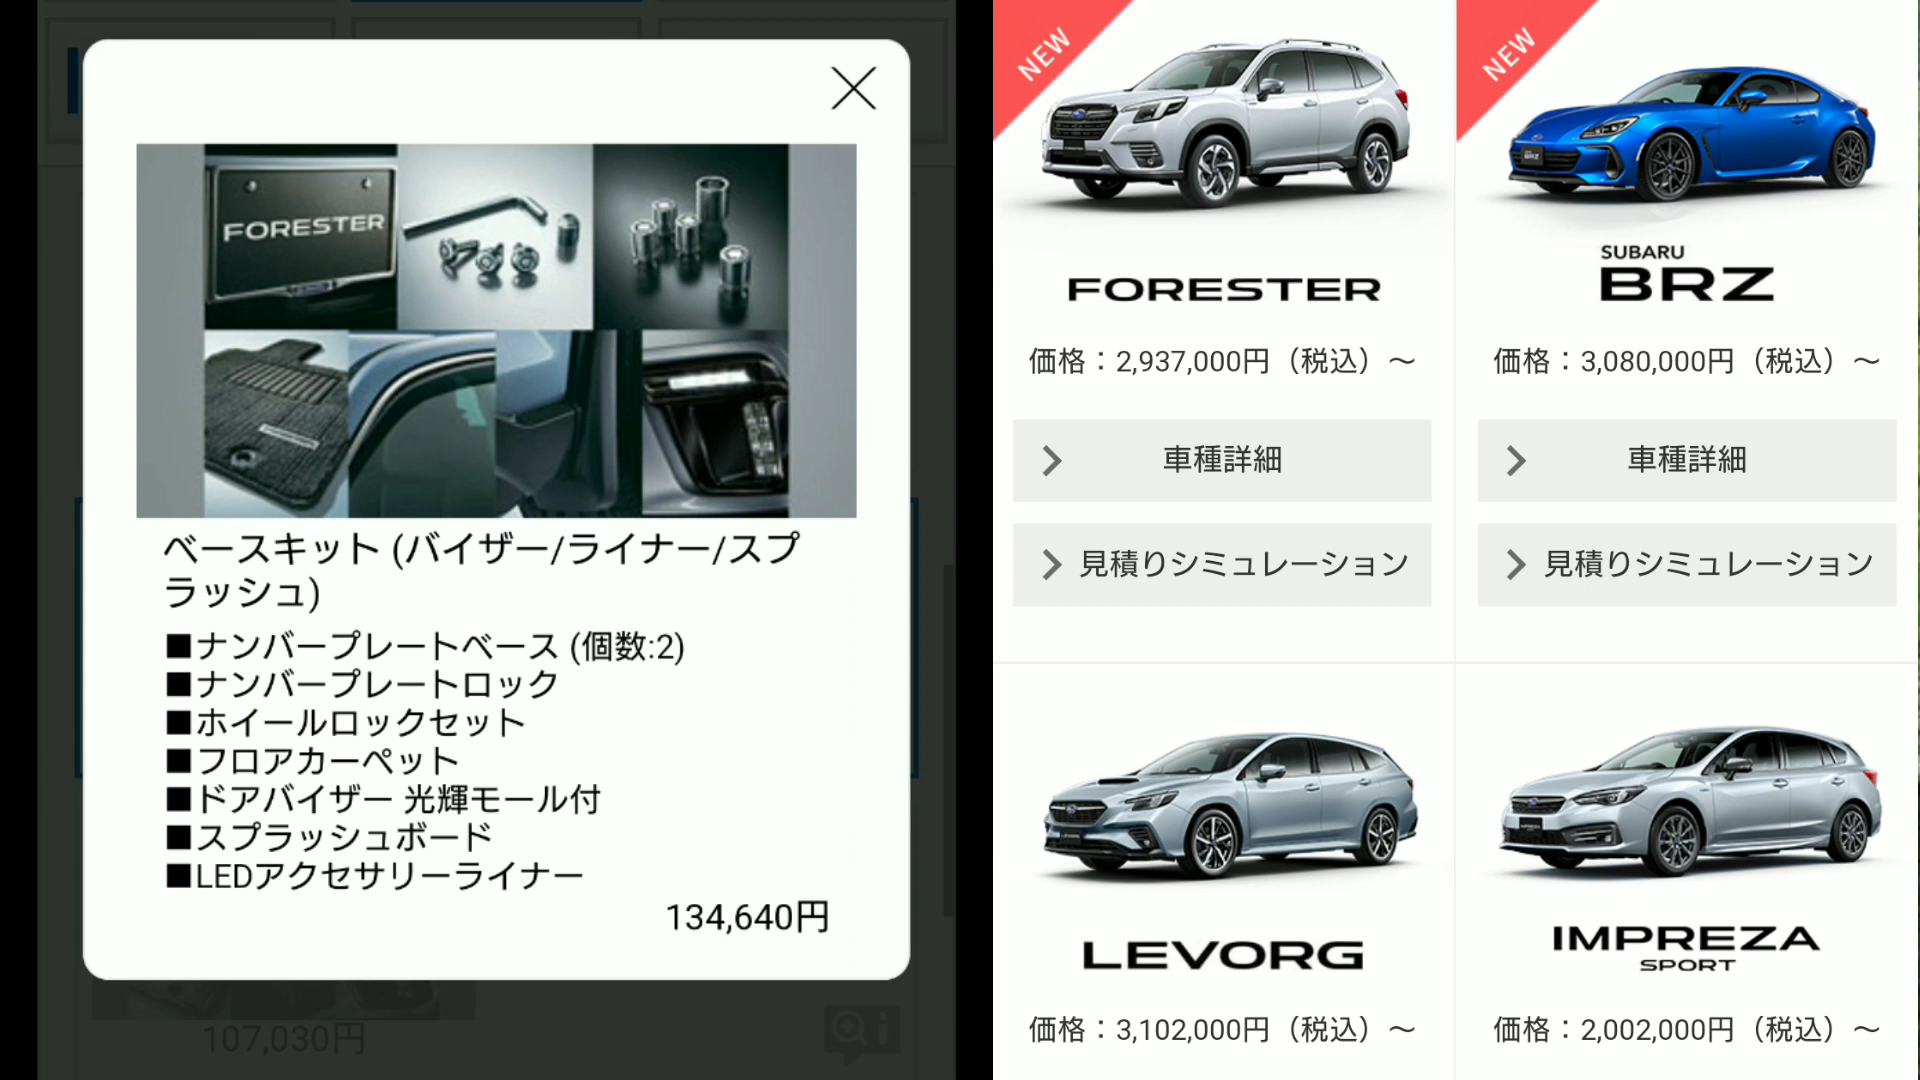 FORESTER
ベースキット (バイザー/ライナー/スプ
ラッシュ)
■ナンバープレートベース (個数:2)
■ナンバープレートロック
■ホイールロックセット
■フロアカーペット
■ドアバイザー 光輝モール付
■スプラッシュボード
■LEDアクセサリーライナー
134,640円
107,030円
NEW
FORESTER
価格：2,937,000円（税込）～
車種詳細
見積りシミュレーション
NEW
BRZ
SUBARU
BRZ
価格：3,080,000円（税込）～
車種詳細
見積りシミュレーション
LEVORG
LEVORG
価格：3,102,000円（税込）～
IMPREZA
IMPREZA
SPORT
価格：2,002,000円（税込）～